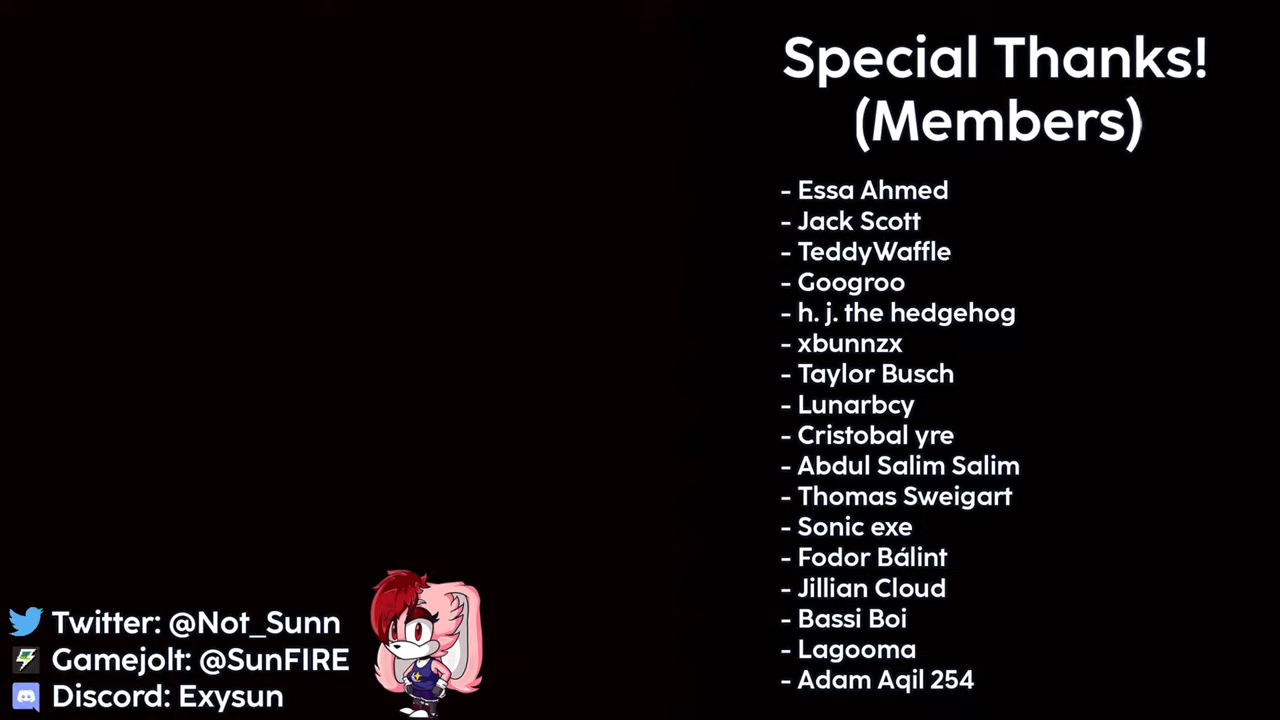 Special Thanks!
(Members)
- Essa Ahmed
- Jack Scott
- TeddyWaffle
- Googroo
- h. j. the hedgehog
- xbunnzx
- Taylor Busch
- Lunarbcy
- Cristobal yre
- Abdul Salim Salim
- Thomas Sweigart
- Sonic exe
- Fodor Bálint
- Jillian Cloud
- Bassi Boi
- Lagooma
- Adam Aqil 254
Twitter: @Not_Sunn
Gamejolt: @SunFIRE
Discord: Exysun